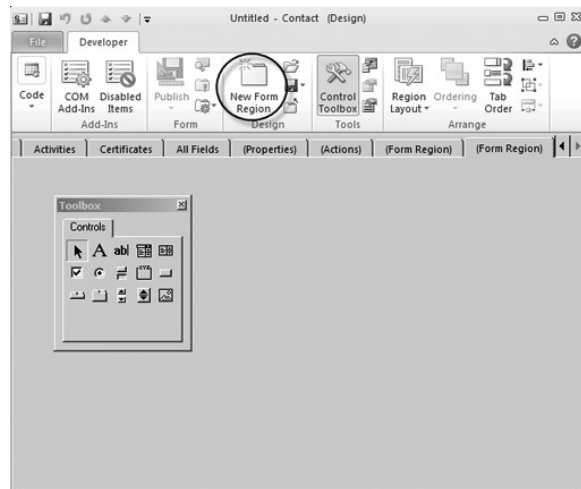 Untitled - Contact (Design)
File
Developer
Code
COM Add-Ins
Disabled Items
Publish
New Form Region
Control Toolbox
Region Layout
Ordering
Tab Order
Add-Ins
Form
Design
Tools
Arrange
Activities
Certificates
All Fields
(Properties)
(Actions)
(Form Region)
(Form Region)
Toolbox
Controls
A
ab
XYZ